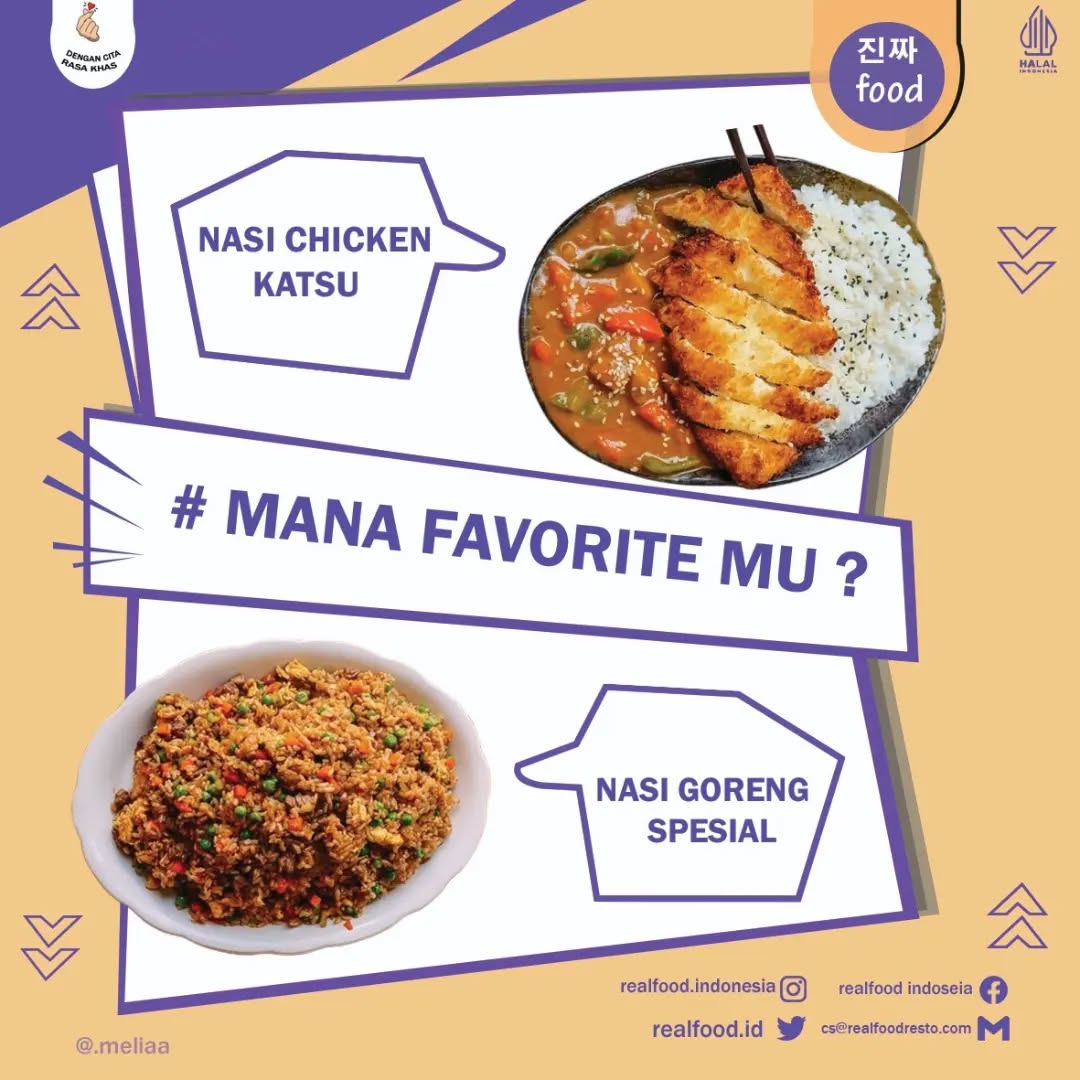 DENGAN CITA
RASA KHAS
진짜
food
HALAL
INDONESIA
NASI CHICKEN
KATSU
# MANA FAVORITE MU ?
NASI GORENG
SPESIAL
realfood.indonesia
realfood indoseia
realfood.id
cs@realfoodresto.com
@.meliaa